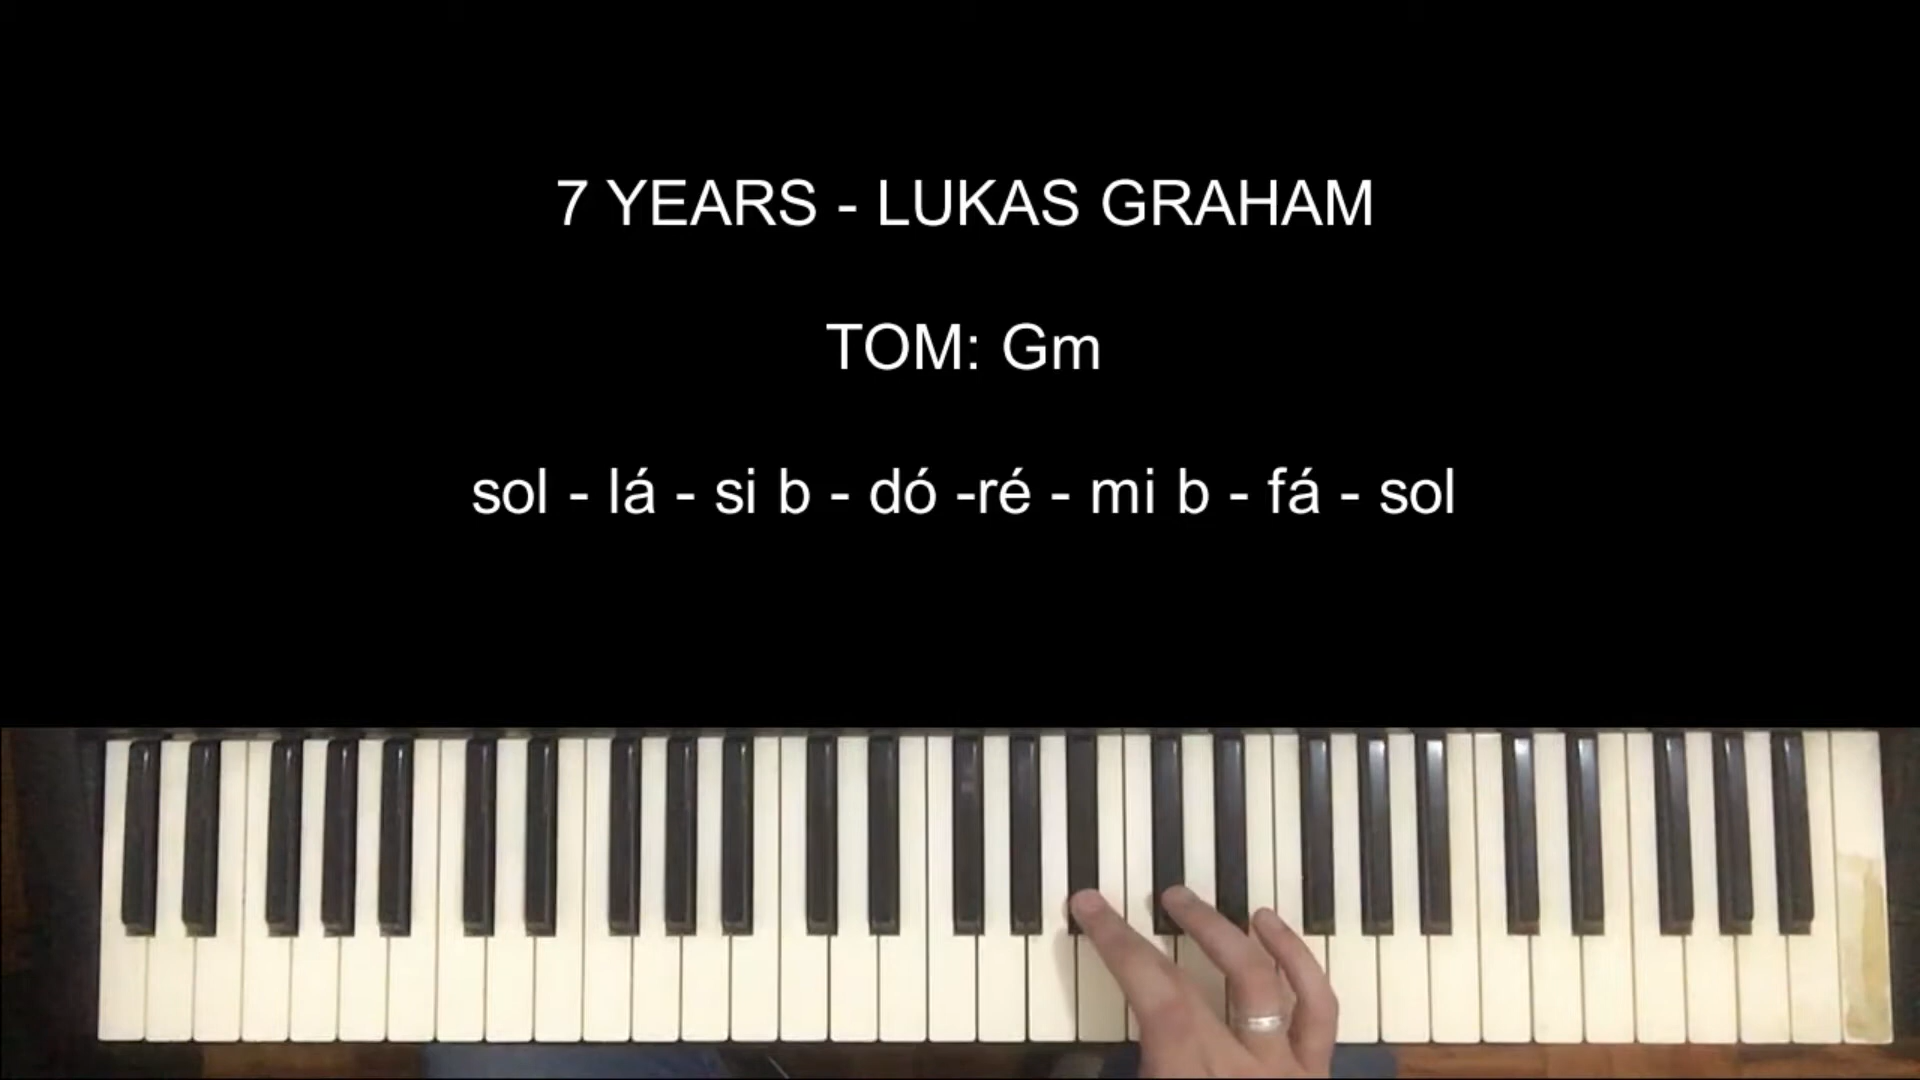 7 YEARS - LUKAS GRAHAM
TOM: Gm
sol - lá - si b - dó -ré - mi b - fá - sol